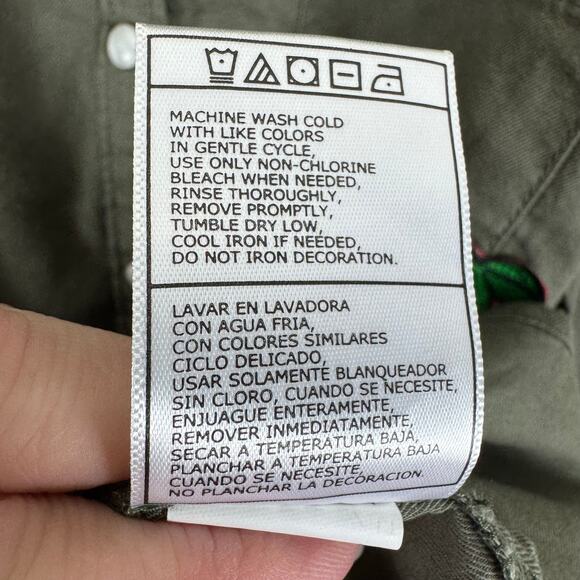 MACHINE WASH COLD
WITH LIKE COLORS
IN GENTLE CYCLE,
USE ONLY NON-CHLORINE
BLEACH WHEN NEEDED,
RINSE THOROUGHLY,
REMOVE PROMPTLY,
TUMBLE DRY LOW,
COOL IRON IF NEEDED,
DO NOT IRON DECORATION.
LAVAR EN LAVADORA
CON AGUA FRIA,
CON COLORES SIMILARES
CICLO DELICADO,
USAR SOLAMENTE BLANQUEADOR
SIN CLORO, CUANDO SE NECESITE,
ENJUAGUE ENTERAMENTE,
REMOVER INMEDIATAMENTE,
SECAR A TEMPERATURA BAJA,
PLANCHAR A TEMPERATURA BAJA
CUANDO SE NECESITE,
NO PLANCHAR LA DECORACION.